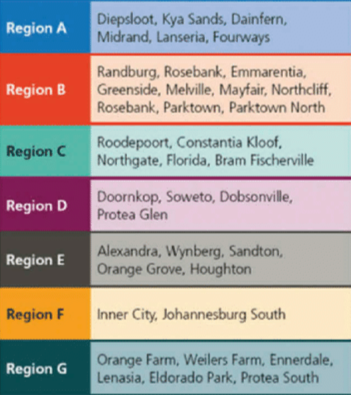 Region A
Diepsloot, Kya Sands, Dainfern,
Midrand, Lanseria, Fourways
Region B
Randburg, Rosebank, Emmarentia,
Greenside, Melville, Mayfair, Northcliff,
Rosebank, Parktown, Parktown North
Region C
Roodepoort, Constantia Kloof,
Northgate, Florida, Bram Fischerville
Region D
Doornkop, Soweto, Dobsonville,
Protea Glen
Region E
Alexandra, Wynberg, Sandton,
Orange Grove, Houghton
Region F
Inner City, Johannesburg South
Region G
Orange Farm, Weilers Farm, Ennerdale,
Lenasia, Eldorado Park, Protea South